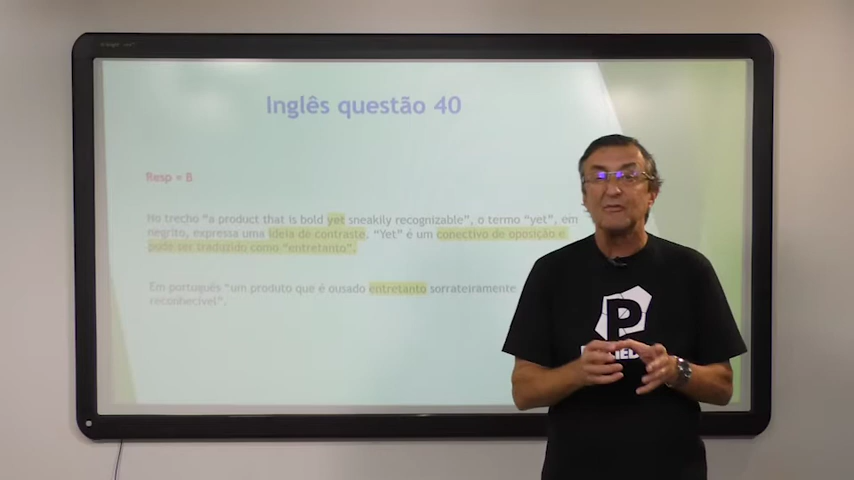 Inglês questão 40
Resp = B
No trecho “a product that is bold yet sneakily recognizable”, o termo “yet”, em
negrito, expressa uma ideia de contraste. “Yet” é um conectivo de oposição e
pode ser traduzido como “entretanto”.
Em português “um produto que é ousado entretanto sorrateiramente
reconhecível”.
P